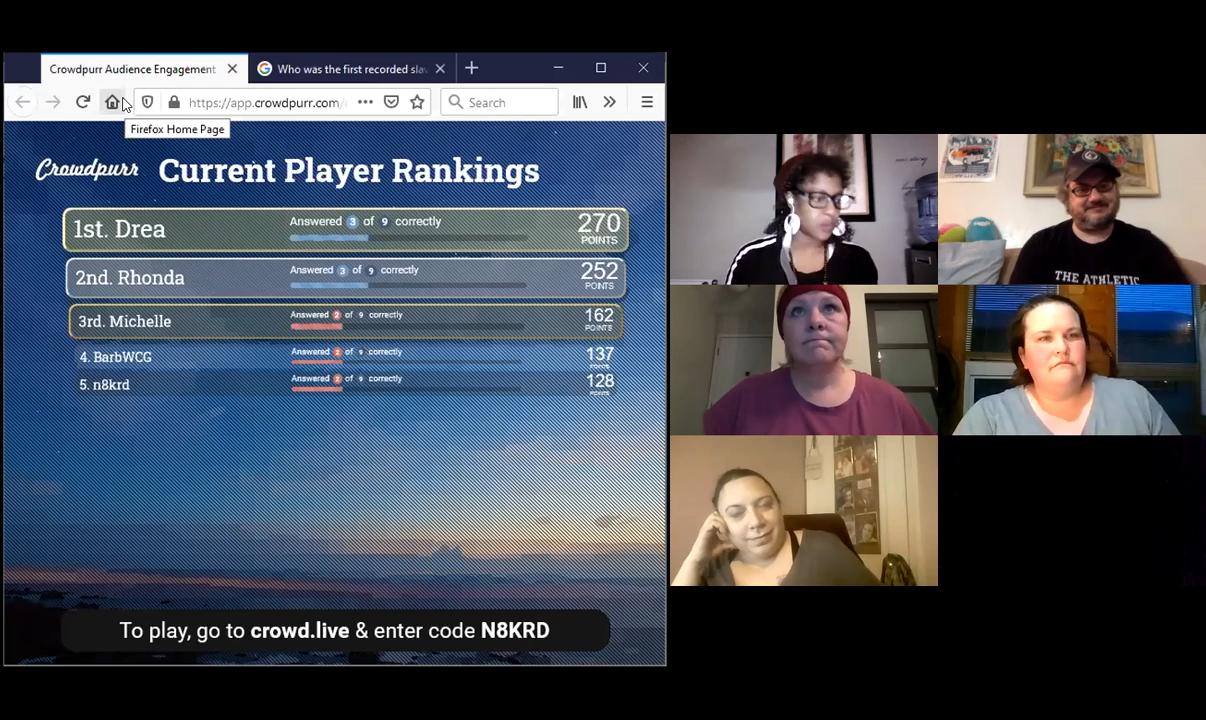 Crowdpurr Audience Engagement
Who was the first recorded sla
https://app.crowdpurr.com/
Search
Firefox Home Page
Crowdpurr
Current Player Rankings
1st. Drea
Answered 3 of 9 correctly
270
POINTS
2nd. Rhonda
Answered 3 of 9 correctly
252
POINTS
3rd. Michelle
Answered 2 of 9 correctly
162
POINTS
4. BarbWCG
Answered 2 of 9 correctly
137
POINTS
5. n8krd
Answered 2 of 9 correctly
128
POINTS
To play, go to crowd.live & enter code N8KRD
THE ATHLETIC